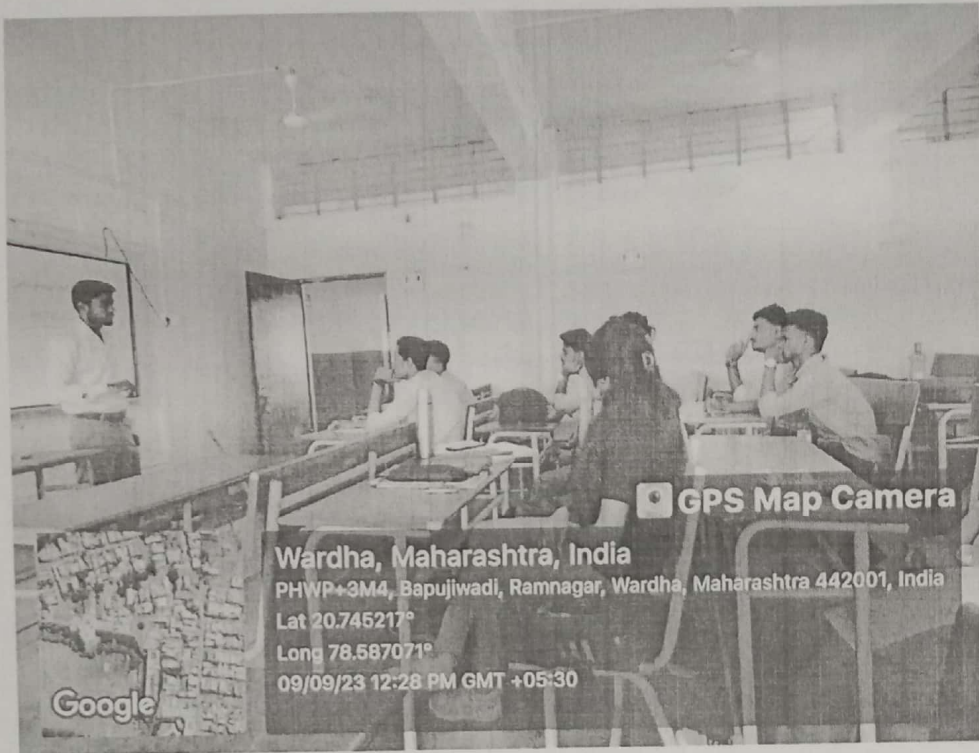 GPS Map Camera
Wardha, Maharashtra, India
PHWP+3M4, Bapujiwadi, Ramnagar, Wardha, Maharashtra 442001, India
Lat 20.745217°
Long 78.587071°
09/09/23 12:28 PM GMT +05:30
Google